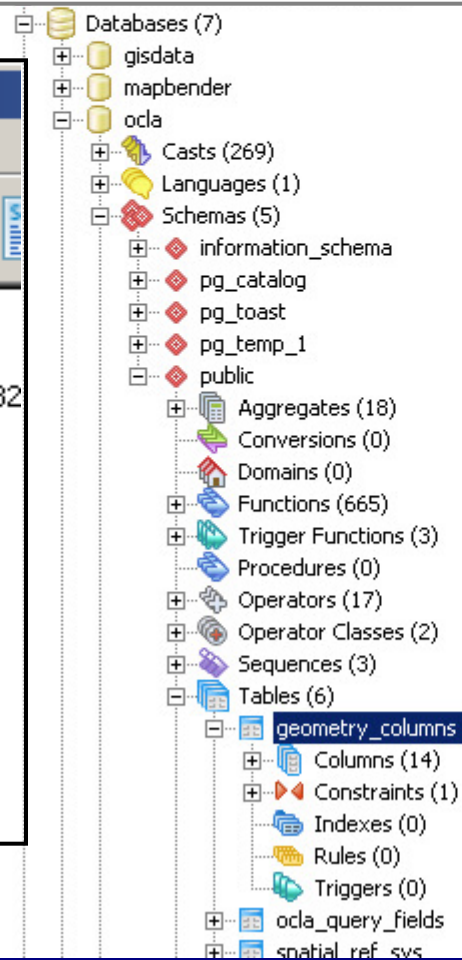 Databases (7)
gisdata
mapbender
ocla
Casts (269)
Languages (1)
Schemas (5)
information_schema
pg_catalog
pg_toast
pg_temp_1
public
Aggregates (18)
Conversions (0)
Domains (0)
Functions (665)
Trigger Functions (3)
Procedures (0)
Operators (17)
Operator Classes (2)
Sequences (3)
Tables (6)
geometry_columns
Columns (14)
Constraints (1)
Indexes (0)
Rules (0)
Triggers (0)
ocla_query_fields
spatial_ref_sys